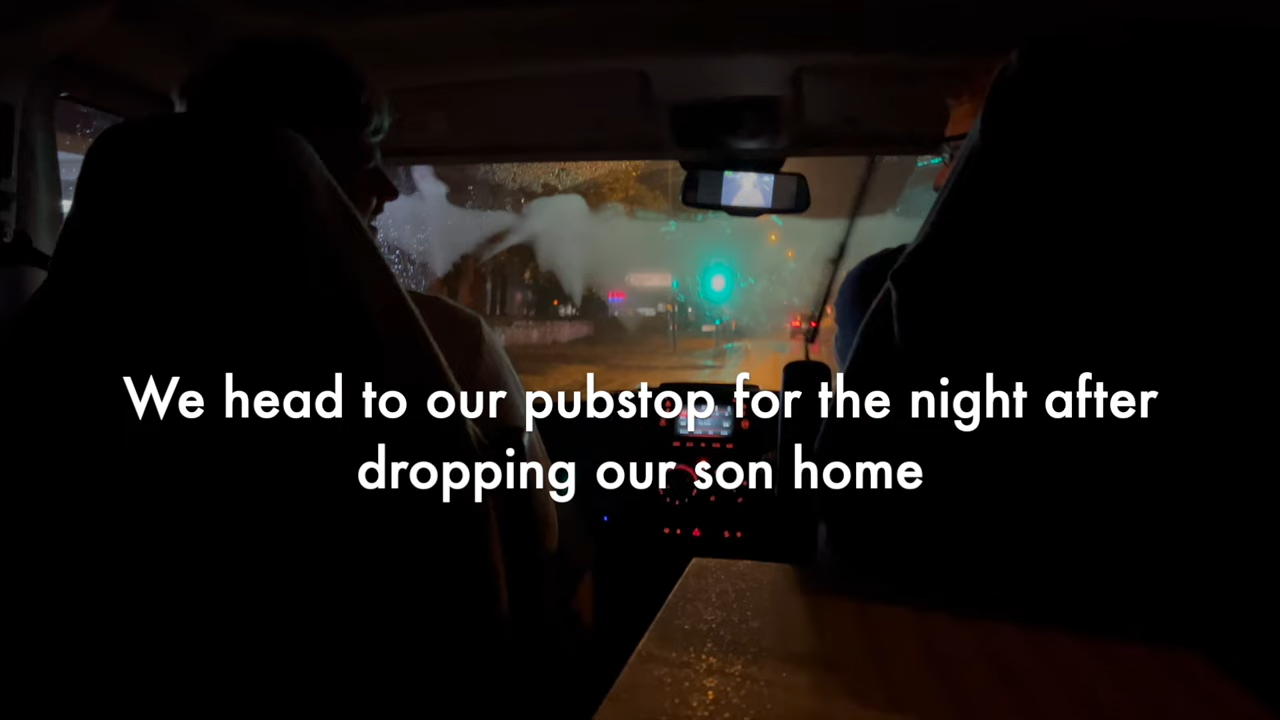 We head to our pubstop for the night after
dropping our son home